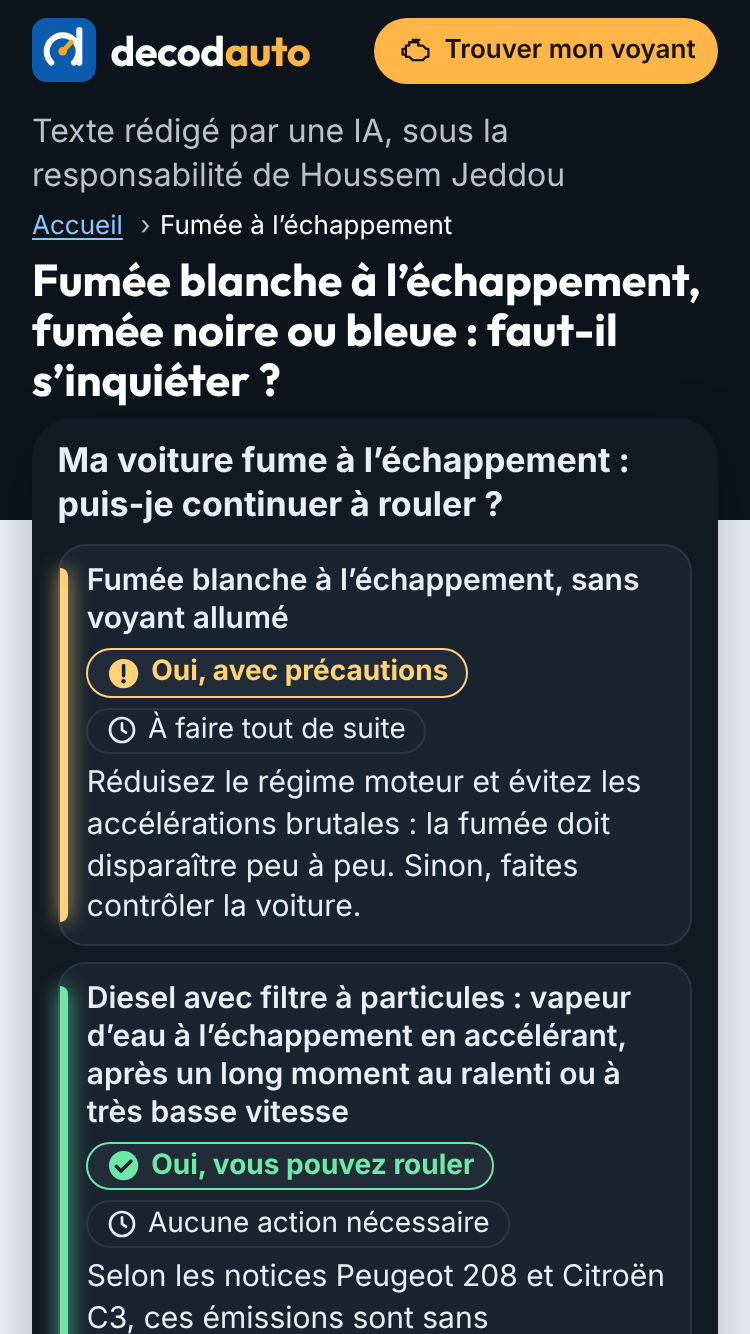 decodauto
Trouver mon voyant
Texte rédigé par une IA, sous la
responsabilité de Houssem Jeddou
Accueil › Fumée à l’échappement
Fumée blanche à l’échappement,
fumée noire ou bleue : faut-il
s’inquiéter ?
Ma voiture fume à l’échappement :
puis-je continuer à rouler ?
Fumée blanche à l’échappement, sans
voyant allumé
Oui, avec précautions
À faire tout de suite
Réduisez le régime moteur et évitez les
accélérations brutales : la fumée doit
disparaître peu à peu. Sinon, faites
contrôler la voiture.
Diesel avec filtre à particules : vapeur
d’eau à l’échappement en accélérant,
après un long moment au ralenti ou à
très basse vitesse
Oui, vous pouvez rouler
Aucune action nécessaire
Selon les notices Peugeot 208 et Citroën
C3, ces émissions sont sans